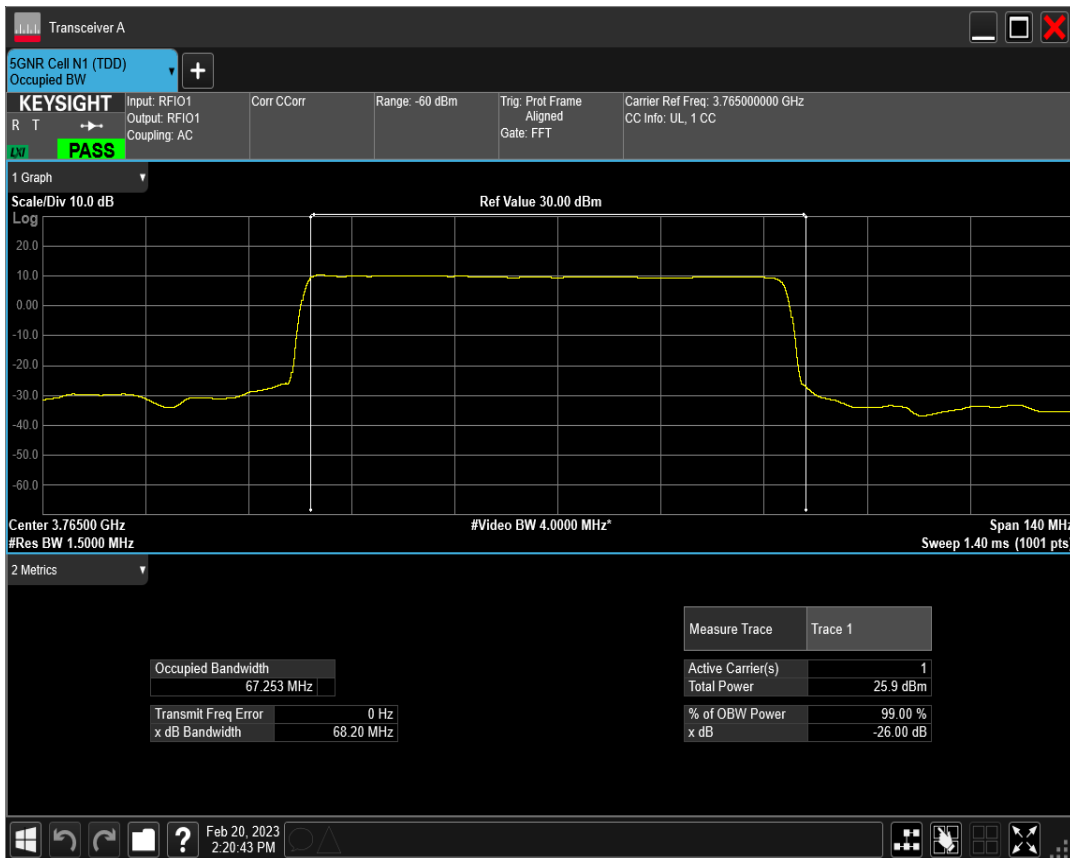 Transceiver A
5GNR Cell N1 (TDD)
Occupied BW
+
KEYSIGHT
R T
LXI
PASS
Input: RFIO1
Output: RFIO1
Coupling: AC
Corr CCorr
Range: -60 dBm
Trig: Prot Frame
Aligned
Gate: FFT
Carrier Ref Freq: 3.765000000 GHz
CC Info: UL, 1 CC
1 Graph
Scale/Div 10.0 dB
Ref Value 30.00 dBm
Log
20.0
10.0
0.00
-10.0
-20.0
-30.0
-40.0
-50.0
-60.0
Center 3.76500 GHz
#Video BW 4.0000 MHz*
Span 140 MHz
#Res BW 1.5000 MHz
Sweep 1.40 ms (1001 pts)
2 Metrics
Measure Trace Trace 1
Occupied Bandwidth
67.253 MHz
Active Carrier(s) 1
Total Power 25.9 dBm
Transmit Freq Error 0 Hz
x dB Bandwidth 68.20 MHz
% of OBW Power 99.00 %
x dB -26.00 dB
?
Feb 20, 2023
2:20:43 PM